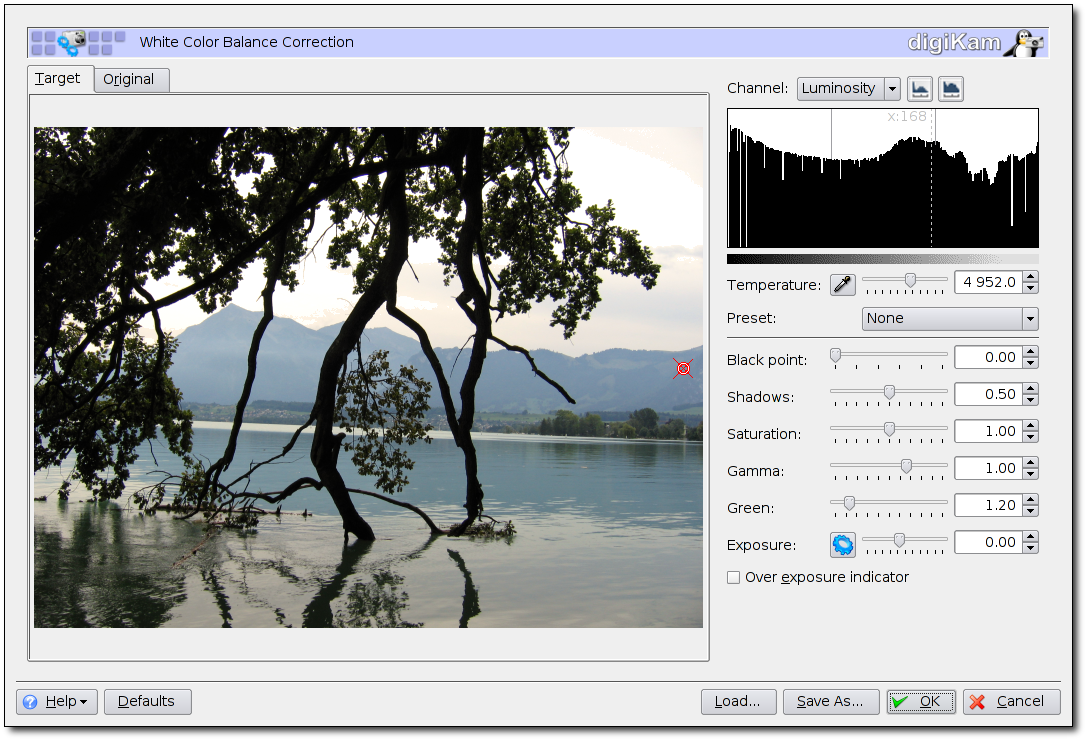 White Color Balance Correction
digiKam
Target
Original
Channel: Luminosity
x:168
Temperature: 4 952.0
Preset: None
Black point: 0.00
Shadows: 0.50
Saturation: 1.00
Gamma: 1.00
Green: 1.20
Exposure: 0.00
Over exposure indicator
Help
Defaults
Load...
Save As...
OK
Cancel